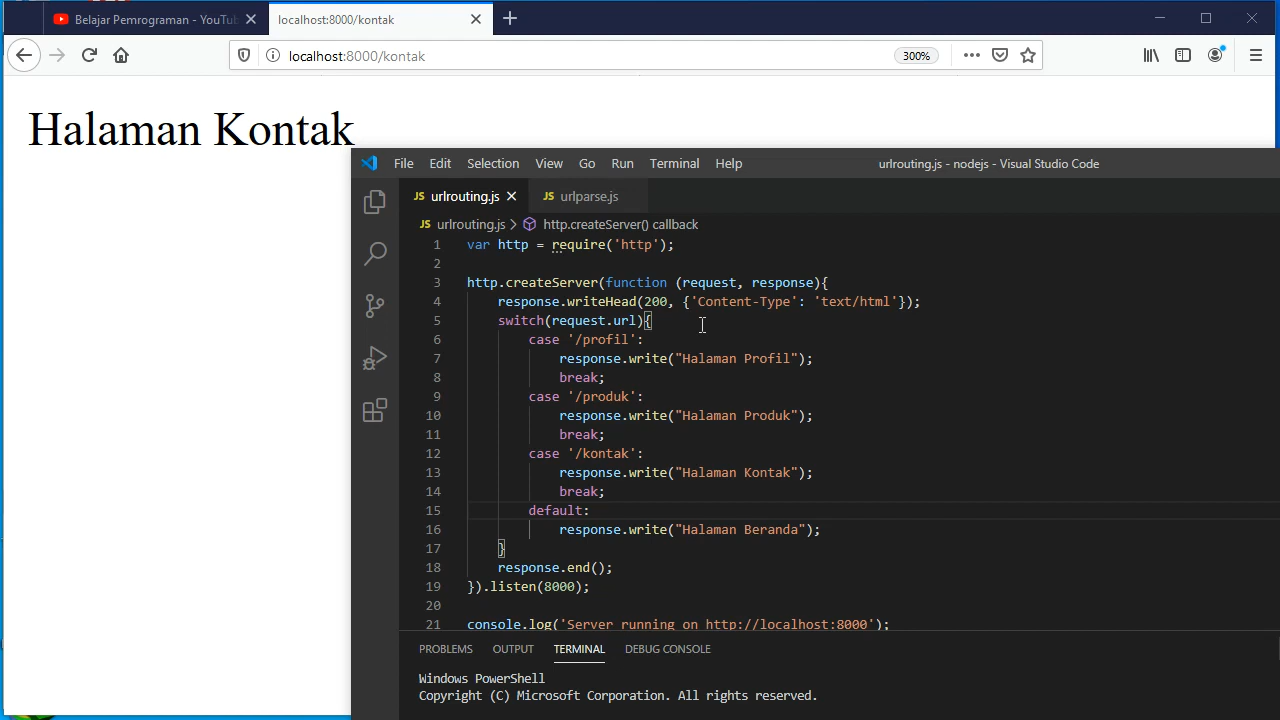 Belajar Pemrograman - YouTu
localhost:8000/kontak
localhost:8000/kontak
300%
Halaman Kontak
File Edit Selection View Go Run Terminal Help
urlrouting.js - nodejs - Visual Studio Code
JS urlrouting.js
JS urlparse.js
JS urlrouting.js > http.createServer() callback
1 var http = require('http');
2
3 http.createServer(function (request, response){
4 response.writeHead(200, {'Content-Type': 'text/html'});
5 switch(request.url){
6 case '/profil':
7 response.write("Halaman Profil");
8 break;
9 case '/produk':
10 response.write("Halaman Produk");
11 break;
12 case '/kontak':
13 response.write("Halaman Kontak");
14 break;
15 default:
16 response.write("Halaman Beranda");
17 }
18 response.end();
19 }).listen(8000);
20
21 console.log('Server running on http://localhost:8000');
PROBLEMS OUTPUT TERMINAL DEBUG CONSOLE
Windows PowerShell
Copyright (C) Microsoft Corporation. All rights reserved.